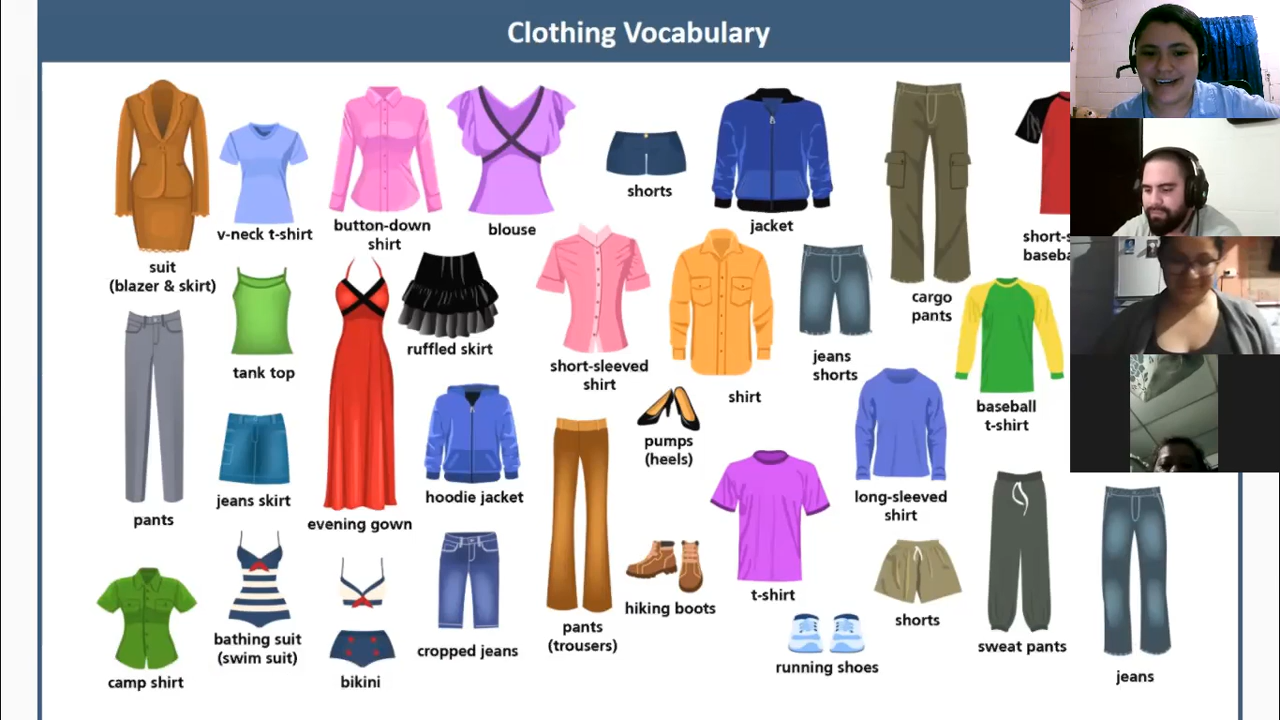 Clothing Vocabulary
suit
(blazer & skirt)
v-neck t-shirt
button-down
shirt
blouse
shorts
jacket
cargo
pants
pants
tank top
jeans skirt
evening gown
ruffled skirt
hoodie jacket
short-sleeved
shirt
shirt
pumps
(heels)
jeans
shorts
long-sleeved
shirt
baseball
t-shirt
camp shirt
bathing suit
(swim suit)
bikini
cropped jeans
pants
(trousers)
hiking boots
t-shirt
running shoes
shorts
sweat pants
jeans